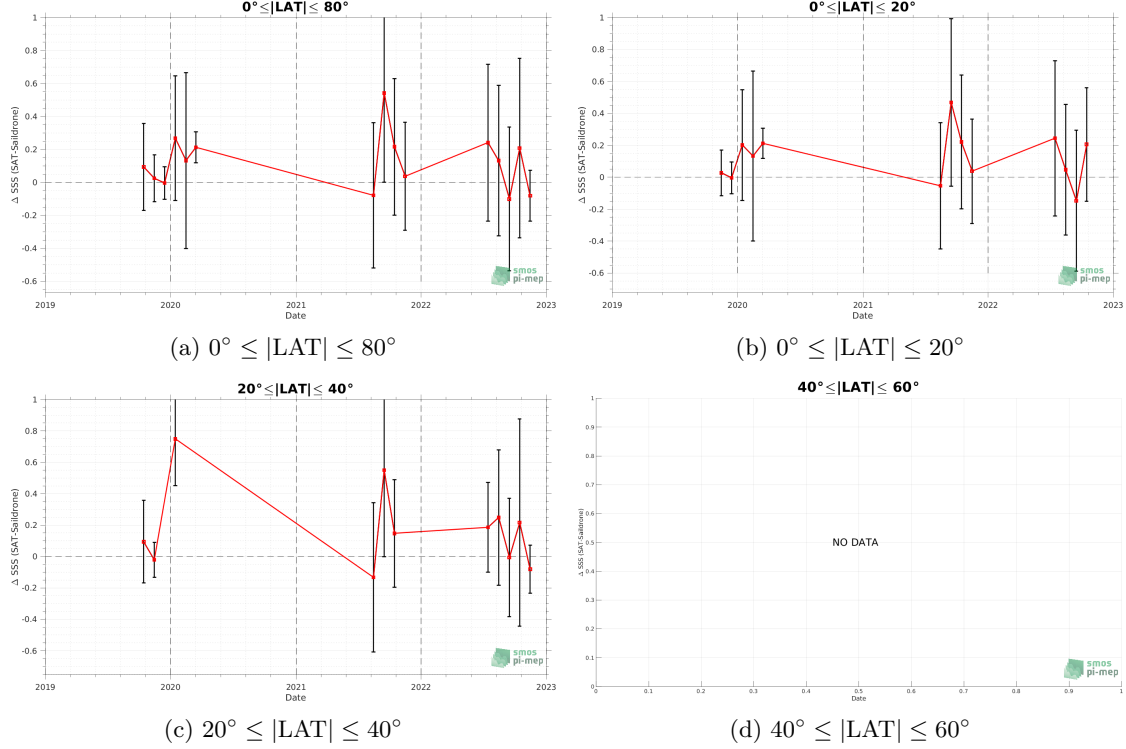 0°≤|LAT|≤ 80°
1
0.8
0.6
0.4
0.2
0
-0.2
-0.4
-0.6
Δ SSS (SAT-Saildrone)
2019 2020 2021 2022 2023
Date
smos
pi-mep
(a) 0° ≤ |LAT| ≤ 80°
0°≤|LAT|≤ 20°
1
0.8
0.6
0.4
0.2
0
-0.2
-0.4
-0.6
Δ SSS (SAT-Saildrone)
2019 2020 2021 2022 2023
Date
smos
pi-mep
(b) 0° ≤ |LAT| ≤ 20°
20°≤|LAT|≤ 40°
1
0.8
0.6
0.4
0.2
0
-0.2
-0.4
-0.6
Δ SSS (SAT-Saildrone)
2019 2020 2021 2022 2023
Date
smos
pi-mep
(c) 20° ≤ |LAT| ≤ 40°
40°≤|LAT|≤ 60°
1
0.9
0.8
0.7
0.6
0.5
0.4
0.3
0.2
0.1
0
Δ SSS (SAT-Saildrone)
NO DATA
0 0.1 0.2 0.3 0.4 0.5 0.6 0.7 0.8 0.9 1
Date
smos
pi-mep
(d) 40° ≤ |LAT| ≤ 60°